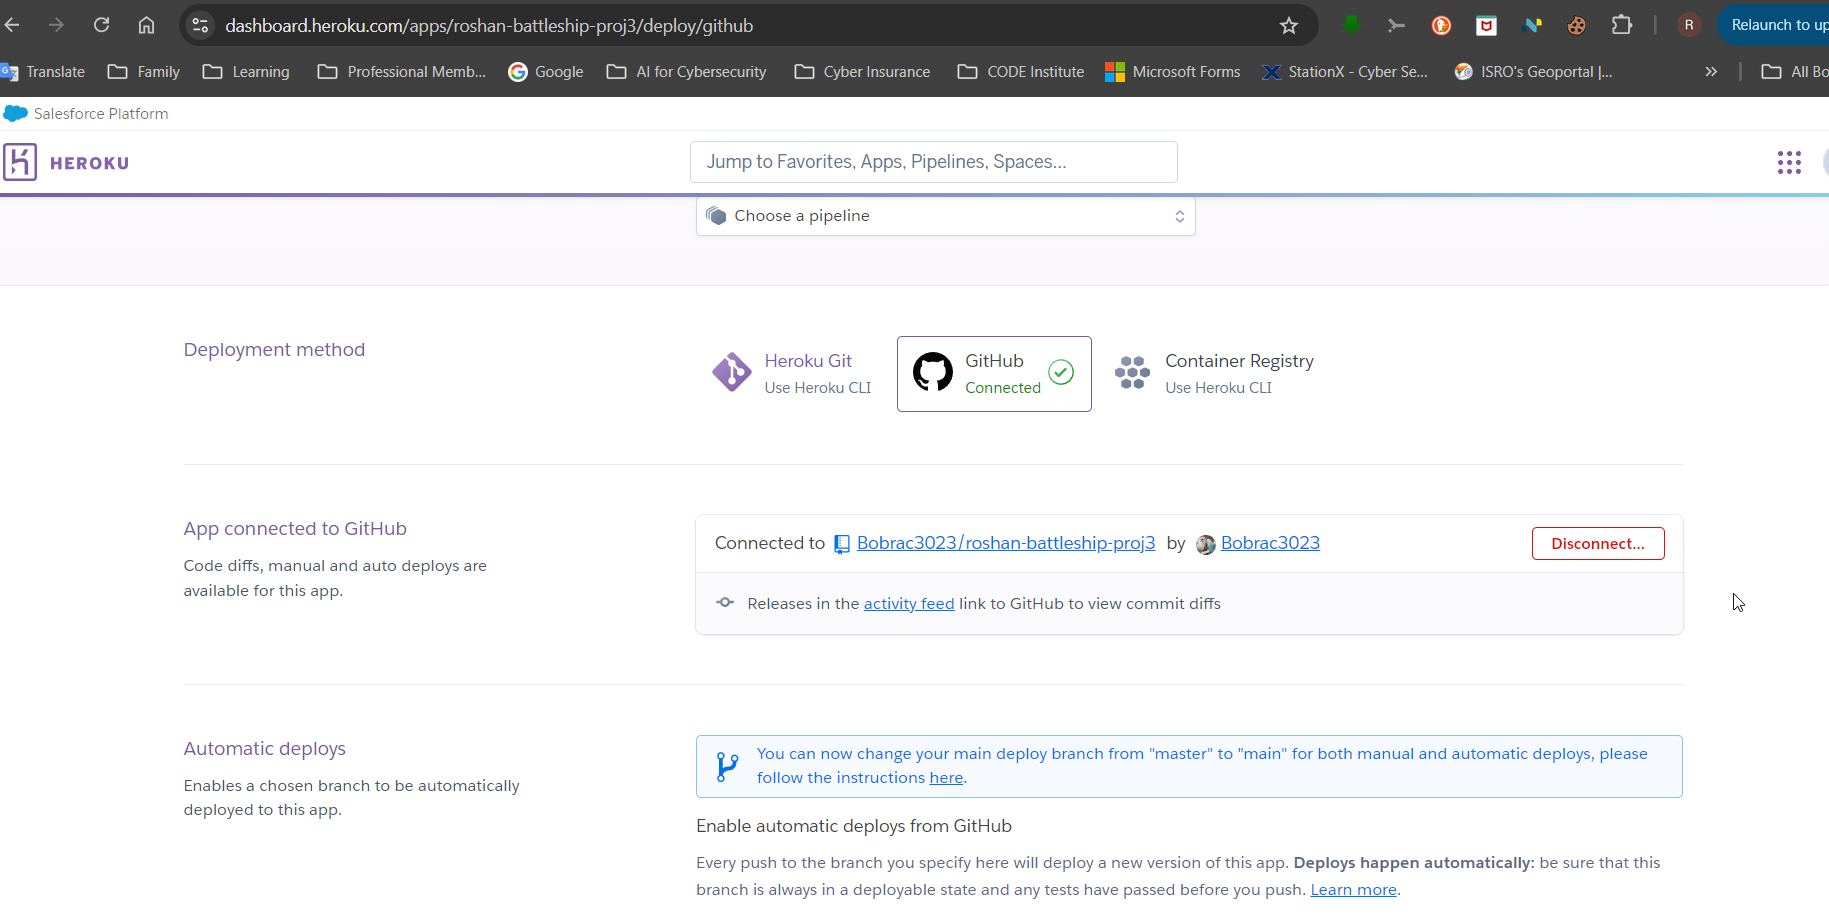 dashboard.heroku.com/apps/roshan-battleship-proj3/deploy/github
R
Relaunch to up
Translate
Family
Learning
Professional Memb...
Google
AI for Cybersecurity
Cyber Insurance
CODE Institute
Microsoft Forms
StationX - Cyber Se...
ISRO's Geoportal |...
All Bo
Salesforce Platform
HEROKU
Jump to Favorites, Apps, Pipelines, Spaces...
Choose a pipeline
Deployment method
Heroku Git
Use Heroku CLI
GitHub
Connected
Container Registry
Use Heroku CLI
App connected to GitHub
Code diffs, manual and auto deploys are
available for this app.
Connected to Bobrac3023/roshan-battleship-proj3 by Bobrac3023
Disconnect...
Releases in the activity feed link to GitHub to view commit diffs
Automatic deploys
Enables a chosen branch to be automatically
deployed to this app.
You can now change your main deploy branch from "master" to "main" for both manual and automatic deploys, please
follow the instructions here.
Enable automatic deploys from GitHub
Every push to the branch you specify here will deploy a new version of this app. Deploys happen automatically: be sure that this
branch is always in a deployable state and any tests have passed before you push. Learn more.